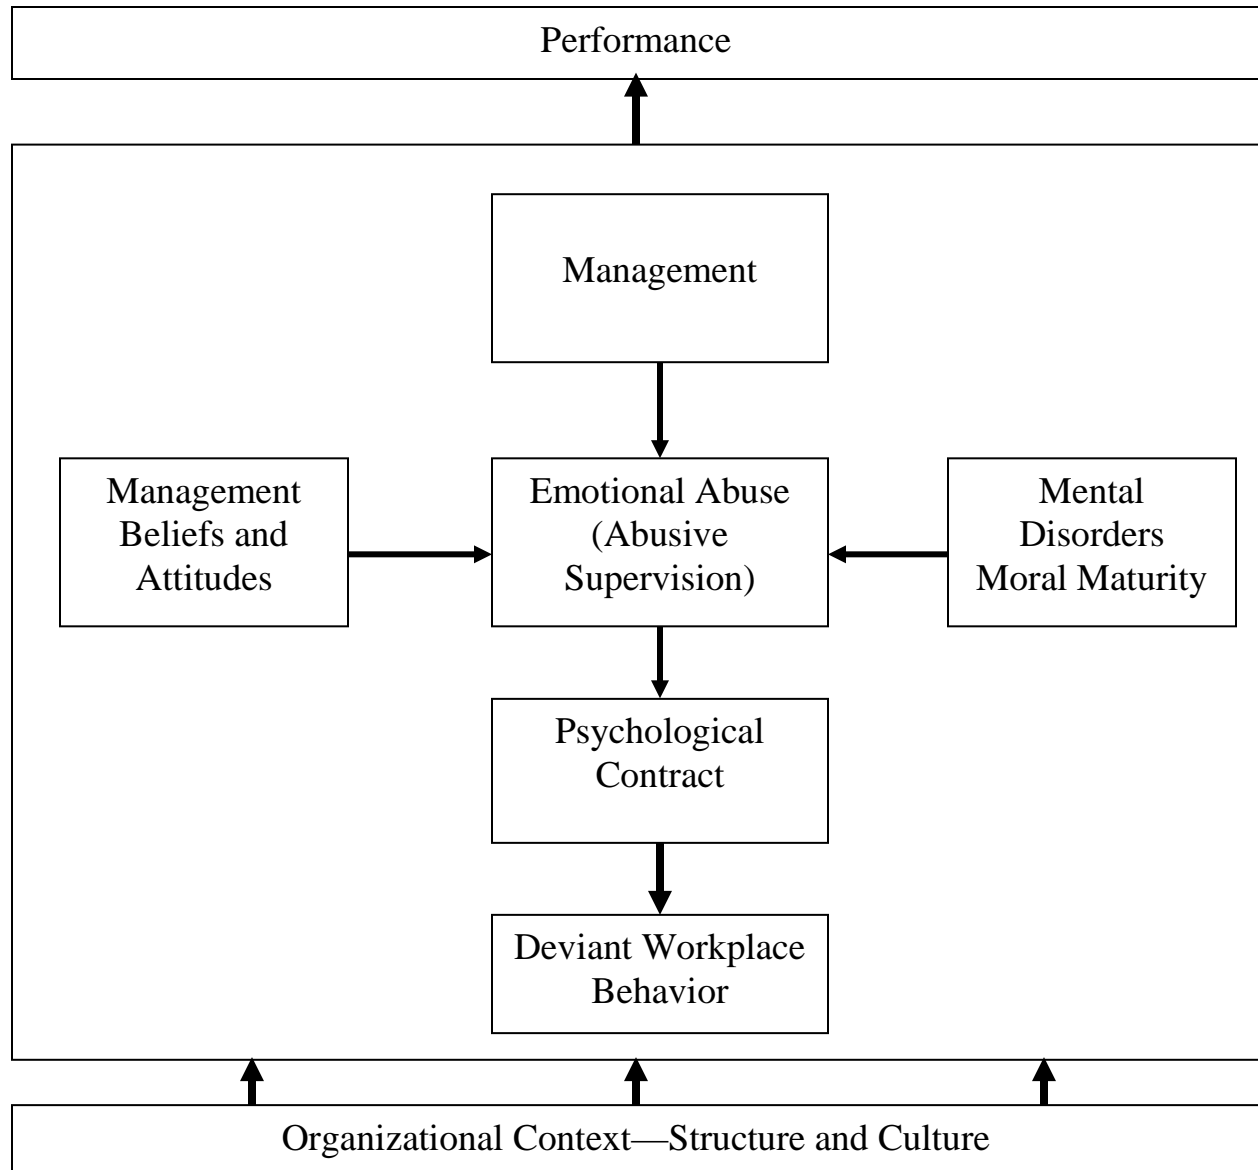 Performance
Management
Management
Beliefs and
Attitudes
Emotional Abuse
(Abusive
Supervision)
Mental
Disorders
Moral Maturity
Psychological
Contract
Deviant Workplace
Behavior
Organizational Context—Structure and Culture